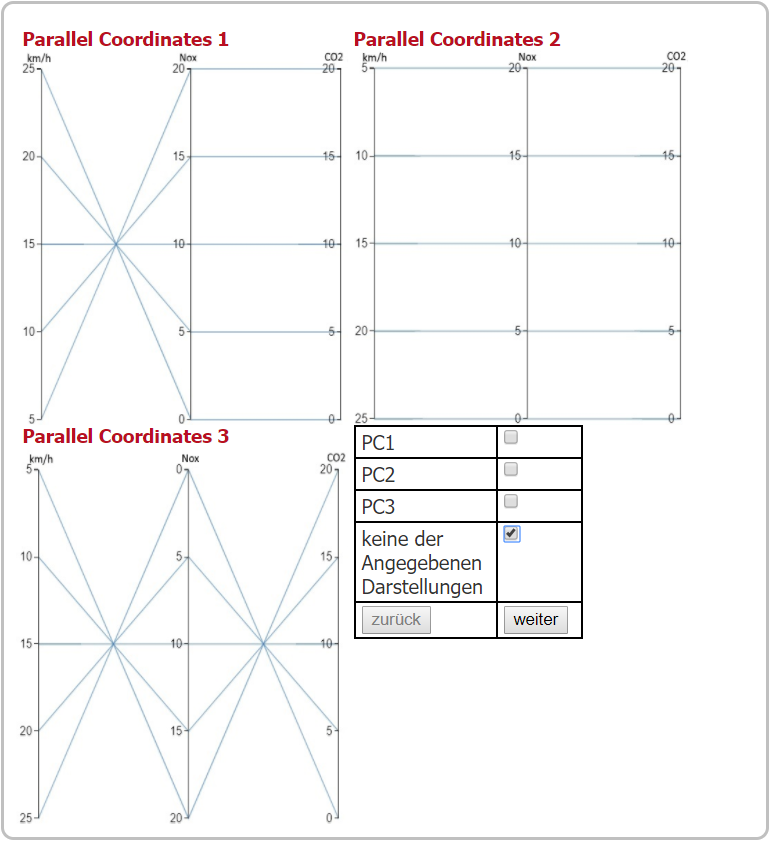 Parallel Coordinates 1
km/h Nox CO2
25 20 20
20 15 15
15 10 10
10 5 5
5 0 0
Parallel Coordinates 2
km/h Nox CO2
5 20 20
10 15 15
15 10 10
20 5 5
25 0 0
Parallel Coordinates 3
km/h Nox CO2
5 0 20
10 5 15
15 10 10
20 15 5
25 20 0
PC1
PC2
PC3
keine der
Angegebenen
Darstellungen
zurück weiter